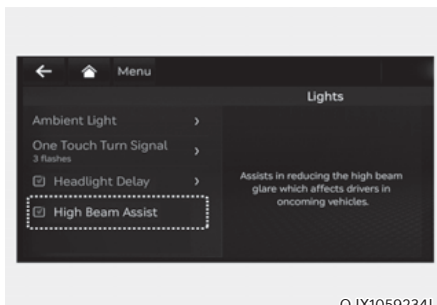 Menu
Lights
Ambient Light
One Touch Turn Signal
3 flashes
Headlight Delay
High Beam Assist
Assists in reducing the high beam
glare which affects drivers in
oncoming vehicles.